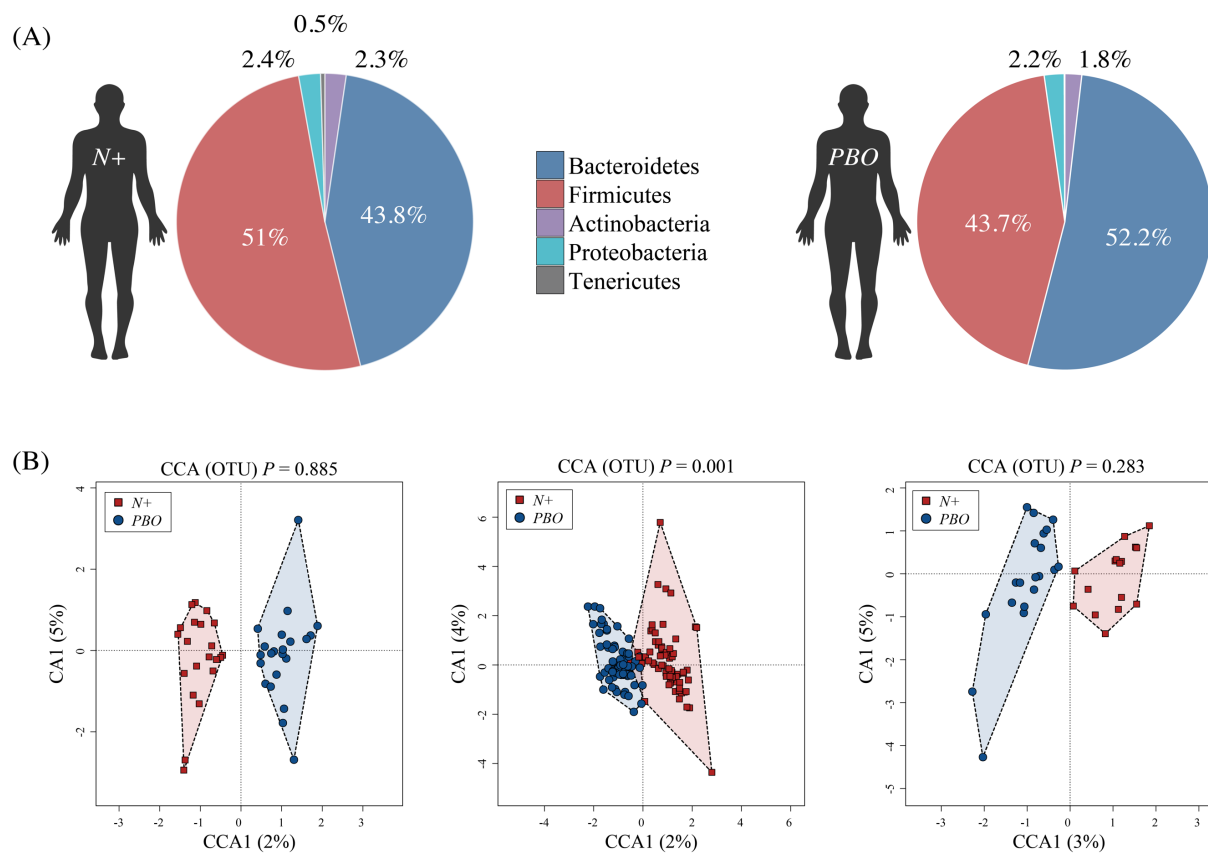 (A)
0.5%
2.4%
2.3%
N+
43.8%
51%
Bacteroidetes
Firmicutes
Actinobacteria
Proteobacteria
Tenericutes
2.2%
1.8%
PBO
43.7%
52.2%
(B)
CCA (OTU) P = 0.885
N+
PBO
CA1 (5%)
4
2
0
-2
-3 -2 -1 0 1 2 3
CCA1 (2%)
CCA (OTU) P = 0.001
N+
PBO
CA1 (4%)
6
4
2
0
-2
-4
-4 -2 0 2 4 6
CCA1 (2%)
CCA (OTU) P = 0.283
N+
PBO
CA1 (5%)
2
1
0
-1
-2
-3
-4
-5
-3 -2 -1 0 1 2 3
CCA1 (3%)